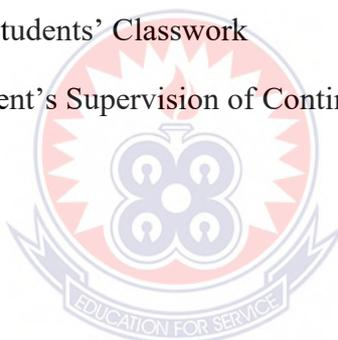 tudents’ Classwork
ent’s Supervision of Contin
EDUCATION FOR SERVICE